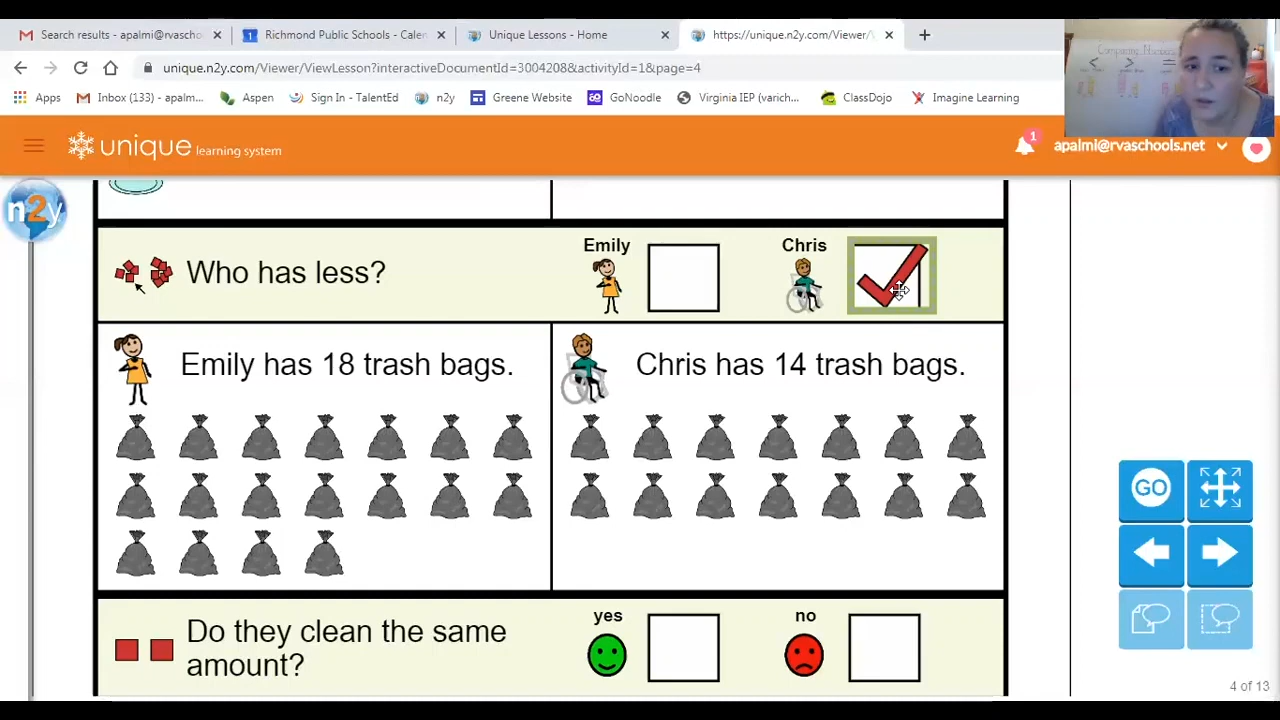 Search results - apalmi@rvascho
Richmond Public Schools - Calen
Unique Lessons - Home
https://unique.n2y.com/Viewer/
unique.n2y.com/Viewer/ViewLesson?interactiveDocumentId=3004208&activityId=1&page=4
Apps
Inbox (133) - apalm...
Aspen
Sign In - TalentEd
n2y
Greene Website
GoNoodle
Virginia IEP (varich...
ClassDojo
Imagine Learning
Comparing Numbers
< > =
unique learning system
1
apalmi@rvaschools.net
n2y
Who has less?
Emily
Chris
Emily has 18 trash bags.
Chris has 14 trash bags.
Do they clean the same
amount?
yes
no
GO
4 of 13